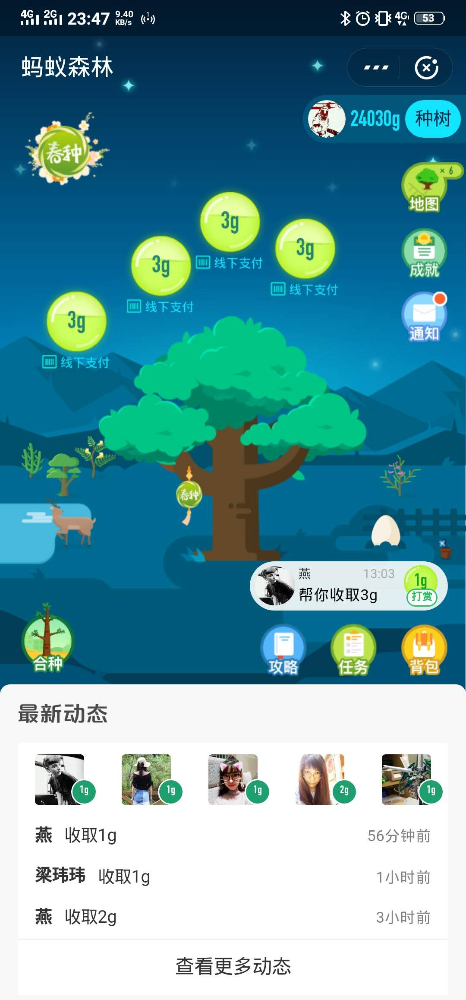 4G 2G 23:47 9.40 KB/s 1 4G1 53
蚂蚁森林
24030g 种树
春种
× 6
地图
3g
线下支付
3g
线下支付
3g
线下支付
3g
线下支付
成就
通知
春种
燕 13:03
帮你收取3g
1g
打赏
合种
攻略 任务 背包
最新动态
1g 1g 1g 2g 1g
燕 收取1g 56分钟前
梁玮玮 收取1g 1小时前
燕 收取2g 3小时前
查看更多动态